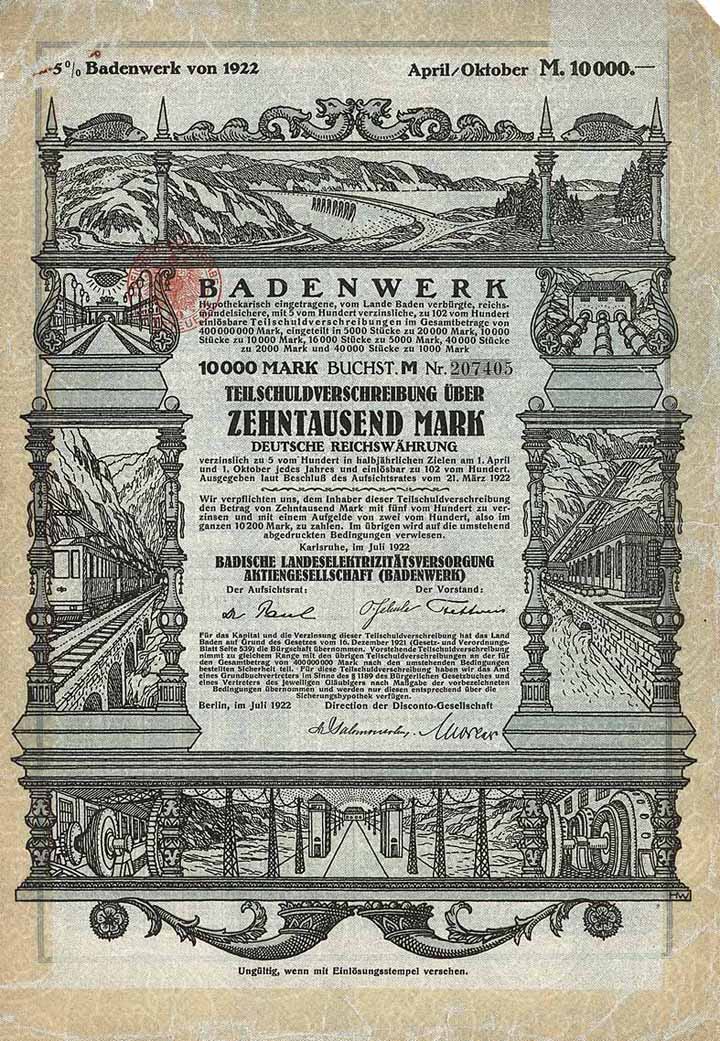 5% Badenwerk von 1922
April/Oktober M. 10000.—
BADENWERK
Hypothekarisch eingetragene, vom Lande Baden verbürgte, reichs-
mündelsichere, mit 5 vom Hundert verzinsliche, zu 102 vom Hundert
einlösbare Teilschuldverschreibungen im Gesamtbetrage von
400000000 Mark, eingeteilt in 5000 Stücke zu 20000 Mark, 10000
Stücke zu 10000 Mark, 16000 Stücke zu 5000 Mark, 40000 Stücke
zu 2000 Mark und 40000 Stücke zu 1000 Mark
10000 MARK BUCHST. M Nr. 207405
TEILSCHULDVERSCHREIBUNG ÜBER
ZEHNTAUSEND MARK
DEUTSCHE REICHSWÄHRUNG
verzinslich zu 5 vom Hundert in halbjährlichen Zielen am 1. April
und 1. Oktober jedes Jahres und einlösbar zu 102 vom Hundert.
Ausgegeben laut Beschluß des Aufsichtsrates vom 21. März 1922
Wir verpflichten uns, dem Inhaber dieser Teilschuldverschreibung
den Betrag von Zehntausend Mark mit fünf vom Hundert zu ver-
zinsen und mit einem Aufgelde von zwei vom Hundert, also im
ganzen 10200 Mark, zu zahlen. Im übrigen wird auf die umstehend
abgedruckten Bedingungen verwiesen.
Karlsruhe, im Juli 1922
BADISCHE LANDESELEKTRIZITÄTSVERSORGUNG
AKTIENGESELLSCHAFT (BADENWERK)
Der Aufsichtsrat: Der Vorstand:
Für das Kapital und die Verzinsung dieser Teilschuldverschreibung hat das Land
Baden auf Grund des Gesetzes vom 16. Dezember 1921 (Gesetz- und Verordnungs-
Blatt Seite 539) die Bürgschaft übernommen. Vorstehende Teilschuldverschreibung
nimmt zu gleichem Range mit den übrigen Teilschuldverschreibungen an der für
den Gesamtbetrag von 400000000 Mark nach den umstehenden Bedingungen
bestellten Sicherheit teil. Für diese Teilschuldverschreibung haben wir das Amt
eines Grundbuchvertreters im Sinne des § 1189 des Bürgerlichen Gesetzbuches und
eines Vertreters des jeweiligen Gläubigers nach Maßgabe der vorbezeichneten
Bedingungen übernommen und werden nur diesen entsprechend über die
Sicherungshypothek verfügen.
Berlin, im Juli 1922 Direction der Disconto-Gesellschaft
HW
Ungültig, wenn mit Einlösungsstempel versehen.